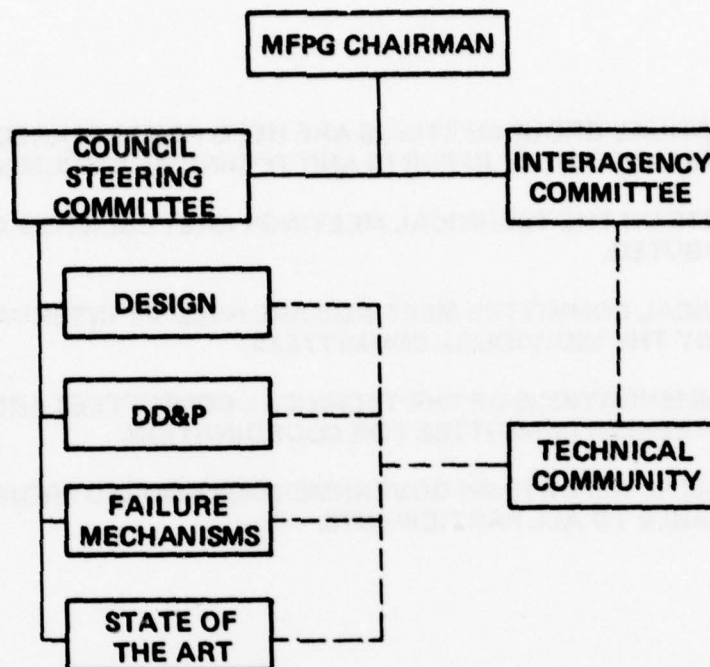 MFPG CHAIRMAN
COUNCIL
STEERING
COMMITTEE
INTERAGENCY
COMMITTEE
DESIGN
DD&P
FAILURE
MECHANISMS
STATE OF
THE ART
TECHNICAL
COMMUNITY